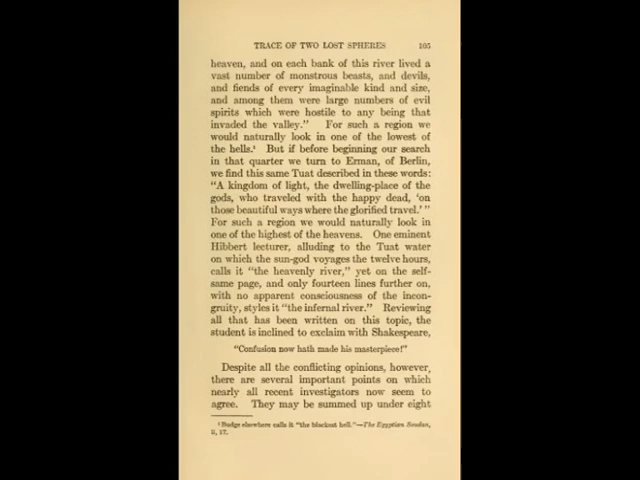 TRACE OF TWO LOST SPHERES 105
heaven, and on each bank of this river lived a
vast number of monstrous beasts, and devils,
and fiends of every imaginable kind and size,
and among them were large numbers of evil
spirits which were hostile to any being that
invaded the valley." For such a region we
would naturally look in one of the lowest of
the hells.¹ But if before beginning our search
in that quarter we turn to Erman, of Berlin,
we find this same Tuat described in these words:
"A kingdom of light, the dwelling-place of the
gods, who traveled with the happy dead, 'on
those beautiful ways where the glorified travel.'"
For such a region we would naturally look in
one of the highest of the heavens. One eminent
Hibbert lecturer, alluding to the Tuat water
on which the sun-god voyages the twelve hours,
calls it "the heavenly river," yet on the self-
same page, and only fourteen lines further on,
with no apparent consciousness of the incon-
gruity, styles it "the infernal river." Reviewing
all that has been written on this topic, the
student is inclined to exclaim with Shakespeare,
"Confusion now hath made his masterpiece!"
Despite all the conflicting opinions, however,
there are several important points on which
nearly all recent investigators now seem to
agree. They may be summed up under eight
¹ Budge elsewhere calls it "the blackest hell."—The Egyptian Soudan,
ii, 17.